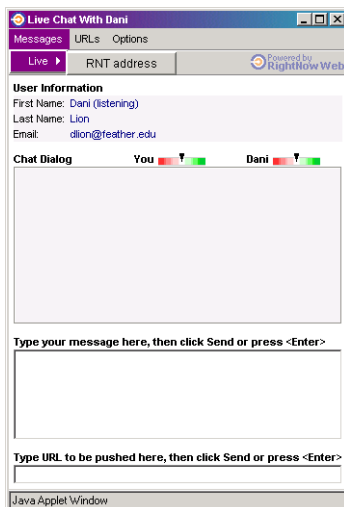 Live Chat With Dani
Messages URLs Options
Live RNT address
Powered by
RightNow Web
User Information
First Name: Dani (listening)
Last Name: Lion
Email: dlion@feather.edu
Chat Dialog You Dani
Type your message here, then click Send or press <Enter>
Type URL to be pushed here, then click Send or press <Enter>
Java Applet Window